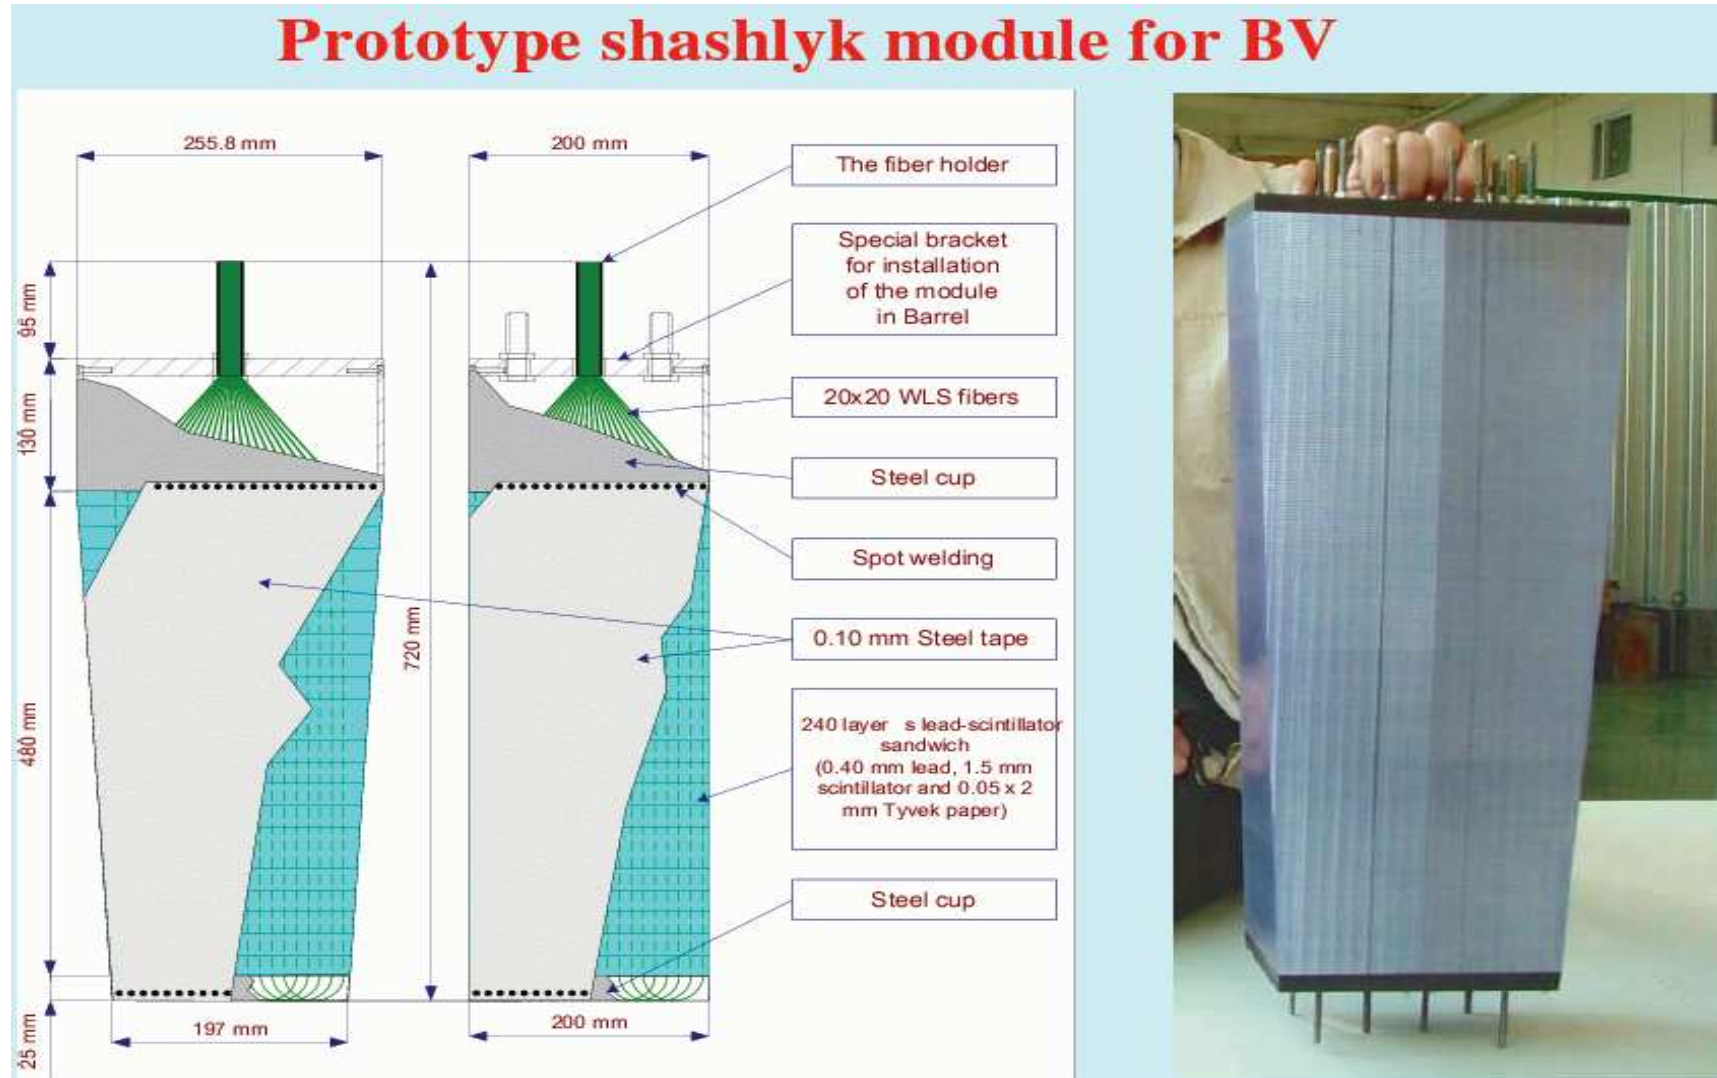 Prototype shashlyk module for BV
255.8 mm
200 mm
The fiber holder
Special bracket
for installation
of the module
in Barrel
95 mm
130 mm
20x20 WLS fibers
Steel cup
Spot welding
720 mm
0.10 mm Steel tape
480 mm
240 layer s lead-scintillator
sandwich
(0.40 mm lead, 1.5 mm
scintillator and 0.05 x 2
mm Tyvek paper)
Steel cup
197 mm
200 mm
25 mm